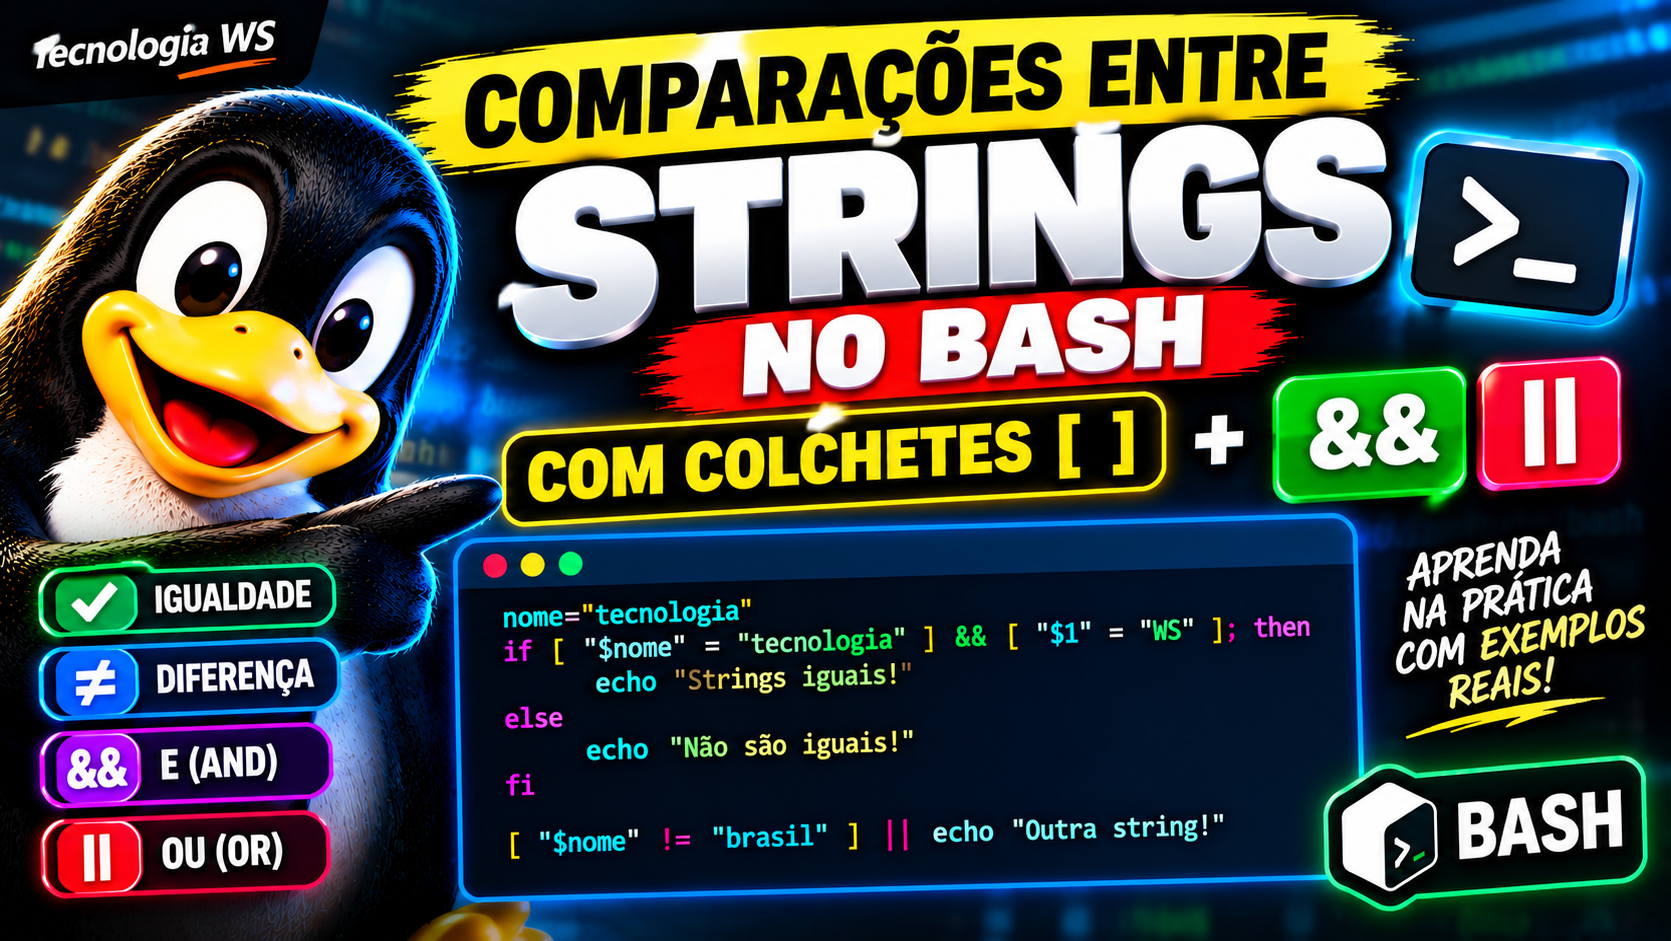 Tecnologia WS
COMPARAÇÕES ENTRE
STRINGS
NO BASH
COM COLCHETES [ ] + && ||
>_
IGUALDADE
≠ DIFERENÇA
&& E (AND)
|| OU (OR)
nome="tecnologia"
if [ "$nome" = "tecnologia" ] && [ "$1" = "WS" ]; then
echo "Strings iguais!"
else
echo "Não são iguais!"
fi
[ "$nome" != "brasil" ] || echo "Outra string!"
APRENDA
NA PRÁTICA
COM EXEMPLOS
REAIS!
>_ BASH